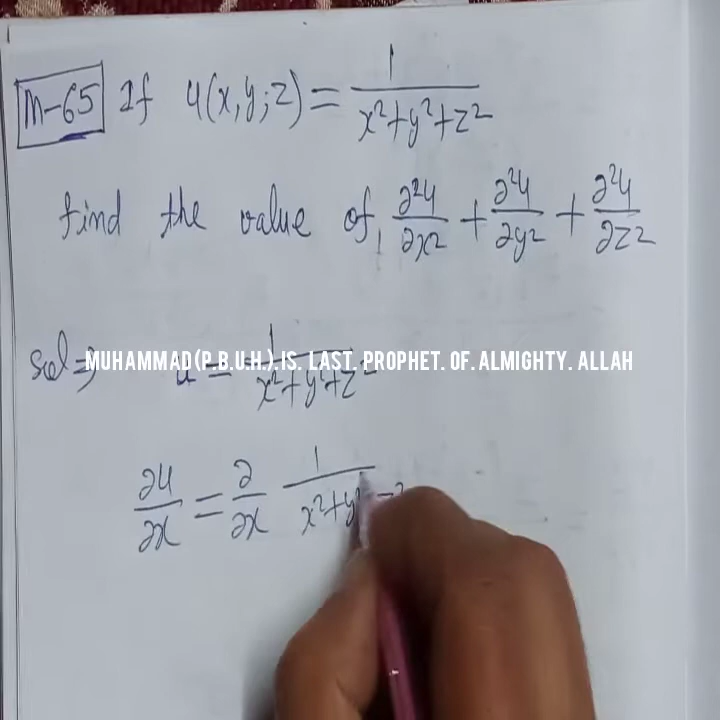 M-65 If u(x,y,z) = 1/(x²+y²+z²)
find the value of, ∂²u/∂x² + ∂²u/∂y² + ∂²u/∂z²
Sol ⇒ u = 1/(x²+y²+z²)
MUHAMMAD(P.B.U.H.).IS. LAST. PROPHET. OF. ALMIGHTY. ALLAH
∂u/∂x = ∂/∂x 1/(x²+y²+z²)